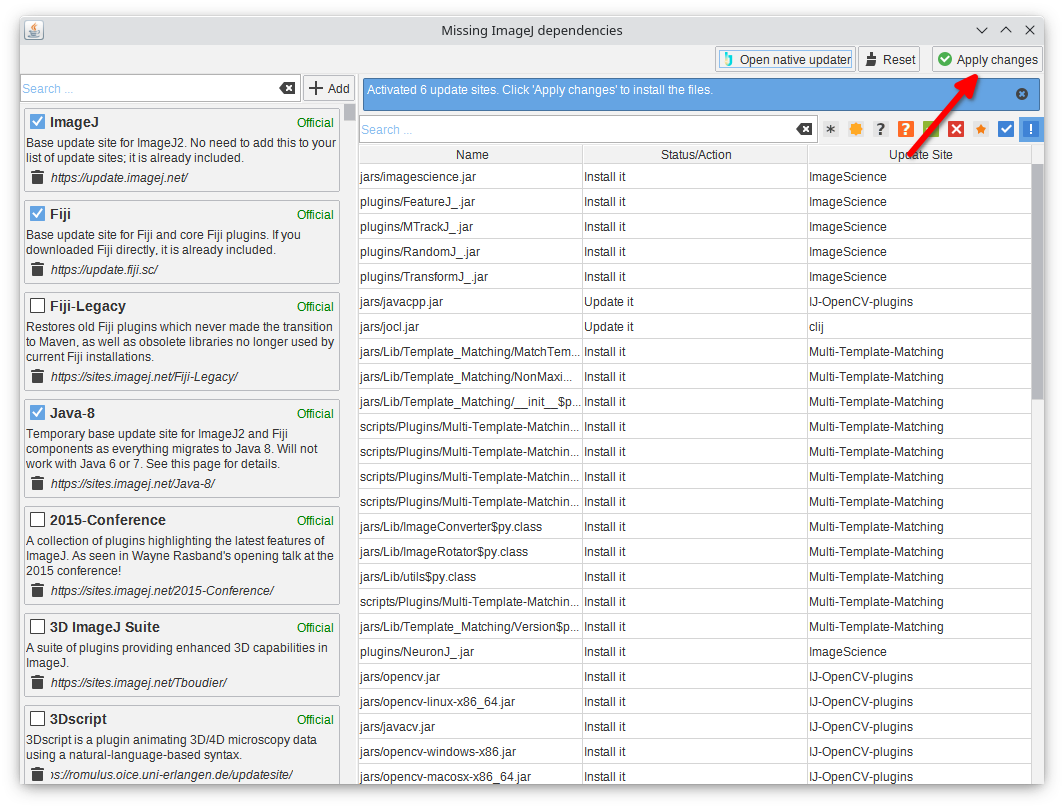 Missing ImageJ dependencies
Open native updater
Reset
Apply changes
Search ...
Add
ImageJ Official
Base update site for ImageJ2. No need to add this to your
list of update sites; it is already included.
https://update.imagej.net/
Fiji Official
Base update site for Fiji and core Fiji plugins. If you
downloaded Fiji directly, it is already included.
https://update.fiji.sc/
Fiji-Legacy Official
Restores old Fiji plugins which never made the transition
to Maven, as well as obsolete libraries no longer used by
current Fiji installations.
https://sites.imagej.net/Fiji-Legacy/
Java-8 Official
Temporary base update site for ImageJ2 and Fiji
components as everything migrates to Java 8. Will not
work with Java 6 or 7. See this page for details.
https://sites.imagej.net/Java-8/
2015-Conference Official
A collection of plugins highlighting the latest features of
ImageJ. As seen in Wayne Rasband's opening talk at the
2015 conference!
https://sites.imagej.net/2015-Conference/
3D ImageJ Suite Official
A suite of plugins providing enhanced 3D capabilities in
ImageJ.
https://sites.imagej.net/Tboudier/
3Dscript Official
3Dscript is a plugin animating 3D/4D microscopy data
using a natural-language-based syntax.
os://romulus.oice.uni-erlangen.de/updatesite/
Activated 6 update sites. Click 'Apply changes' to install the files.
Search ...
Name Status/Action Update Site
jars/imagescience.jar Install it ImageScience
plugins/FeatureJ_.jar Install it ImageScience
plugins/MTrackJ_.jar Install it ImageScience
plugins/RandomJ_.jar Install it ImageScience
plugins/TransformJ_.jar Install it ImageScience
jars/javacpp.jar Update it IJ-OpenCV-plugins
jars/jocl.jar Update it clij
jars/Lib/Template_Matching/MatchTem... Install it Multi-Template-Matching
jars/Lib/Template_Matching/NonMaxi... Install it Multi-Template-Matching
jars/Lib/Template_Matching/__init__$p... Install it Multi-Template-Matching
scripts/Plugins/Multi-Template-Matchin... Install it Multi-Template-Matching
scripts/Plugins/Multi-Template-Matchin... Install it Multi-Template-Matching
scripts/Plugins/Multi-Template-Matchin... Install it Multi-Template-Matching
scripts/Plugins/Multi-Template-Matchin... Install it Multi-Template-Matching
jars/Lib/ImageConverter$py.class Install it Multi-Template-Matching
jars/Lib/ImageRotator$py.class Install it Multi-Template-Matching
jars/Lib/utils$py.class Install it Multi-Template-Matching
scripts/Plugins/Multi-Template-Matchin... Install it Multi-Template-Matching
jars/Lib/Template_Matching/Version$p... Install it Multi-Template-Matching
plugins/NeuronJ_.jar Install it ImageScience
jars/opencv.jar Install it IJ-OpenCV-plugins
jars/opencv-linux-x86_64.jar Install it IJ-OpenCV-plugins
jars/javacv.jar Install it IJ-OpenCV-plugins
jars/opencv-windows-x86.jar Install it IJ-OpenCV-plugins
jars/opencv-macosx-x86_64.jar Install it IJ-OpenCV-plugins